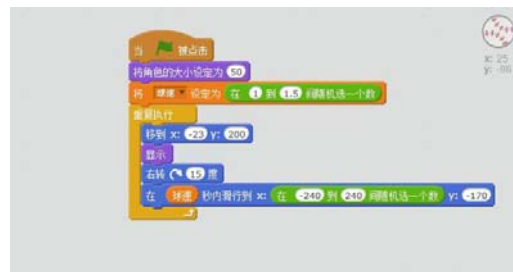 当 被点击
将角色的大小设定为 50
将 球速 设定为 在 1 到 1.5 间随机选一个数
重复执行
移到 x: -23 y: 200
显示
右转 15 度
在 球速 秒内滑行到 x: 在 -240 到 240 间随机选一个数 y: -170
x: 25
y: -86